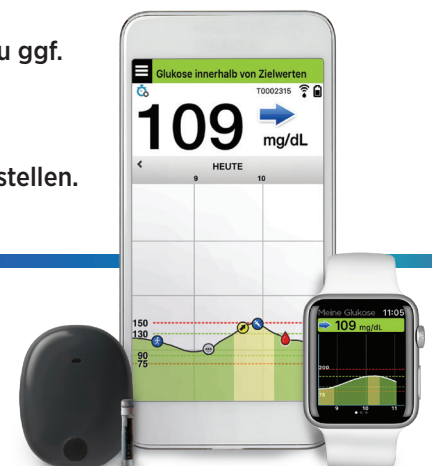 u ggf.
stellen.
Glukose innerhalb von Zielwerten
T0002315
109
mg/dL
HEUTE
9 10
150
130
90
75
Meine Glukose 11:05
109 mg/dL
200
75
9 10 11